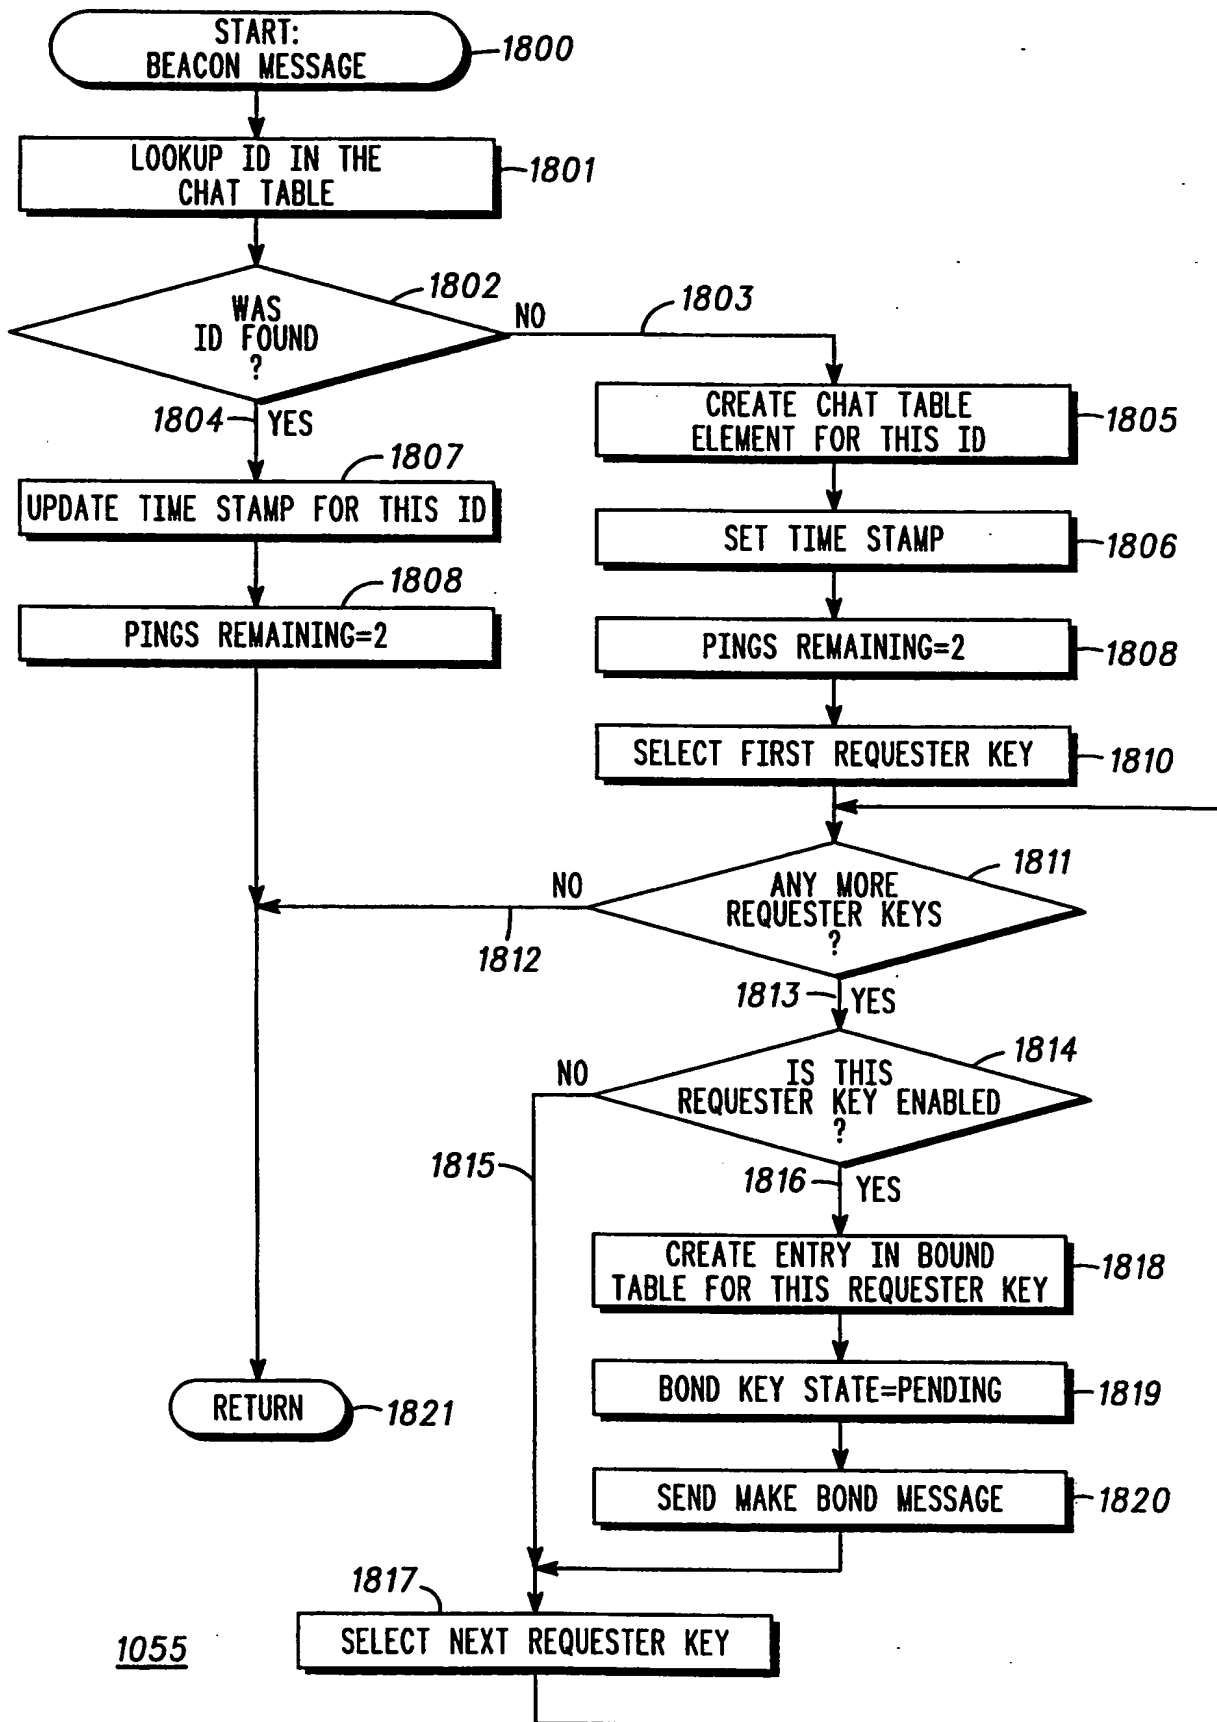 START:
BEACON MESSAGE
1800
LOOKUP ID IN THE
CHAT TABLE
1801
WAS
ID FOUND
?
1802
NO
1803
1804
YES
CREATE CHAT TABLE
ELEMENT FOR THIS ID
1805
1807
UPDATE TIME STAMP FOR THIS ID
SET TIME STAMP
1806
1808
PINGS REMAINING=2
PINGS REMAINING=2
1808
SELECT FIRST REQUESTER KEY
1810
ANY MORE
REQUESTER KEYS
?
1811
NO
1812
1813
YES
IS THIS
REQUESTER KEY ENABLED
?
1814
NO
1815
1816
YES
CREATE ENTRY IN BOUND
TABLE FOR THIS REQUESTER KEY
1818
BOND KEY STATE=PENDING
1819
RETURN
1821
SEND MAKE BOND MESSAGE
1820
1817
SELECT NEXT REQUESTER KEY
1055